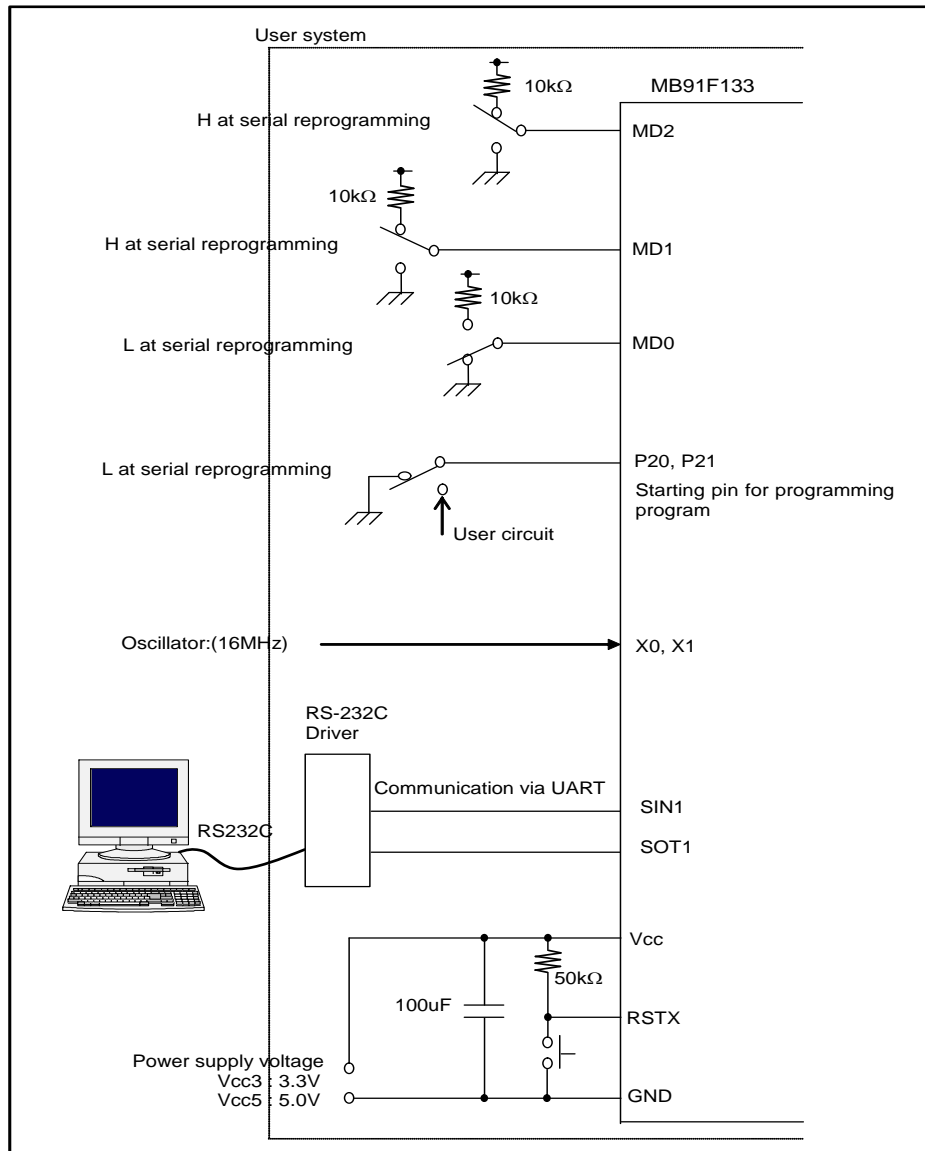 User system
10kΩ
MB91F133
H at serial reprogramming
MD2
10kΩ
H at serial reprogramming
MD1
10kΩ
L at serial reprogramming
MD0
L at serial reprogramming
P20, P21
Starting pin for programming
program
User circuit
Oscillator:(16MHz)
X0, X1
RS-232C
Driver
Communication via UART
SIN1
RS232C
SOT1
Vcc
50kΩ
100uF
RSTX
Power supply voltage
Vcc3 : 3.3V
Vcc5 : 5.0V
GND